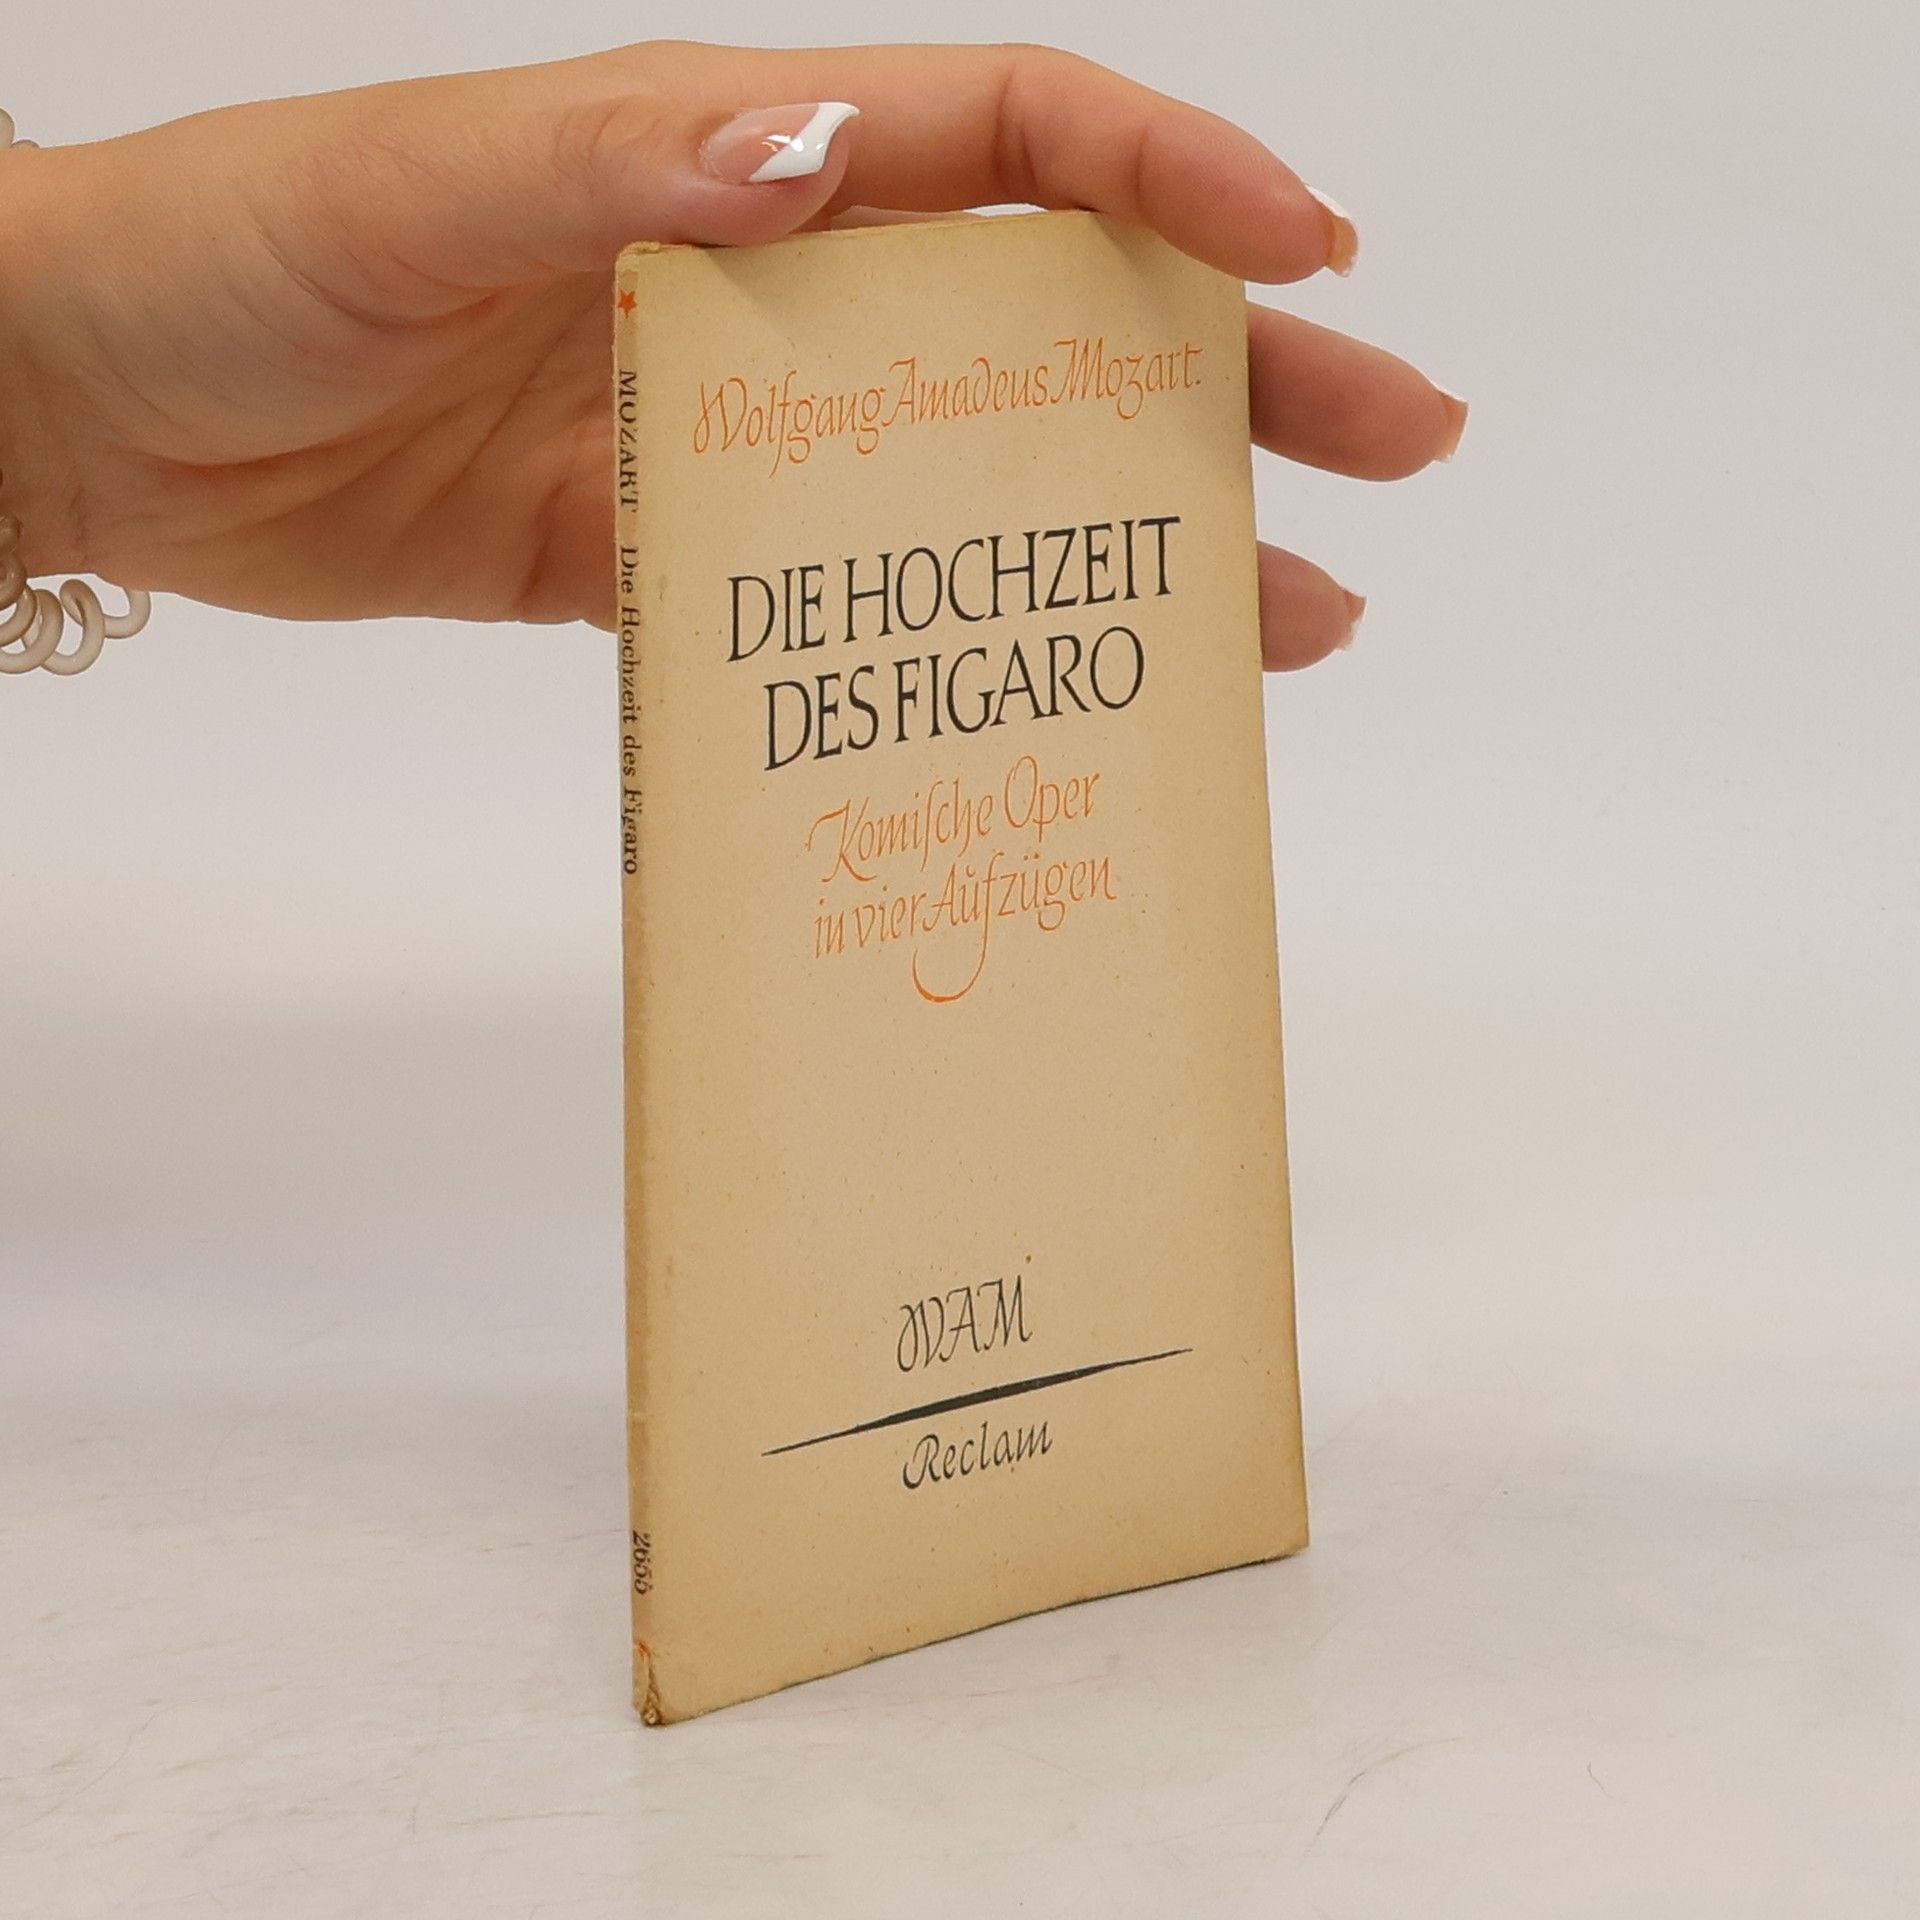 Wolfgang Amadeus Mozart.
DIE HOCHZEIT
DES FIGARO
Komiſche Oper
in vier Aufzügen
WAM
Reclam
MOZART Die Hochzeit des Figaro
2655